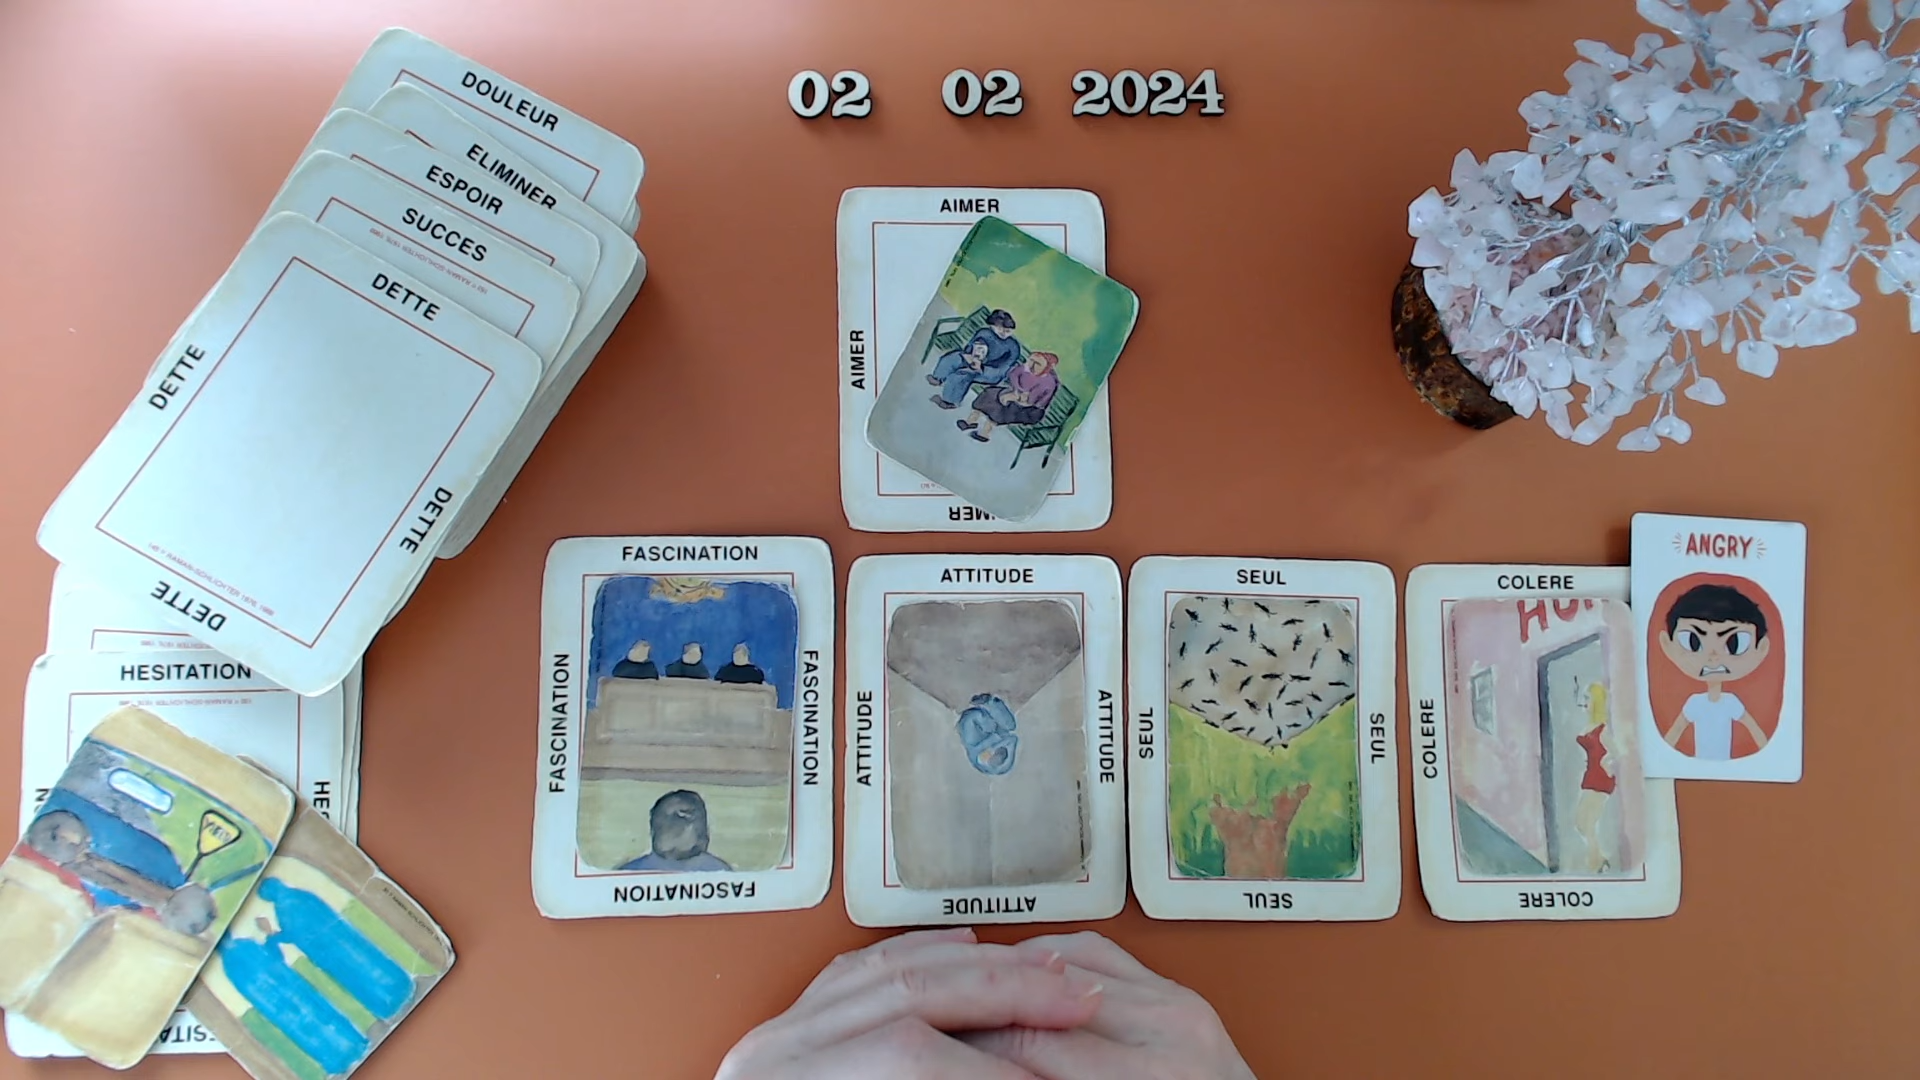 02 02 2024
DOULEUR
ELIMINER
ESPOIR
SUCCES
DETTE
DETTE
DETTE
DETTE
HESITATION
AIMER
AIMER
FASCINATION
FASCINATION
FASCINATION
FASCINATION
ATTITUDE
ATTITUDE
ATTITUDE
ATTITUDE
SEUL
SEUL
SEUL
SEUL
COLERE
COLERE
COLERE
ANGRY